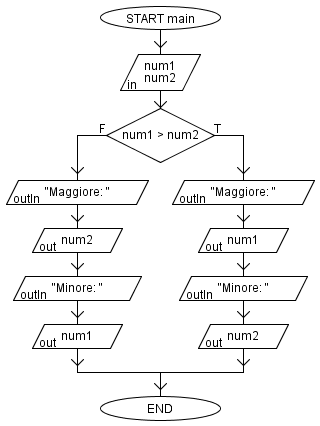 START main
num1
num2
in
num1 > num2
F
T
"Maggiore: "
outln
num2
out
"Minore: "
outln
num1
out
"Maggiore: "
outln
num1
out
"Minore: "
outln
num2
out
END